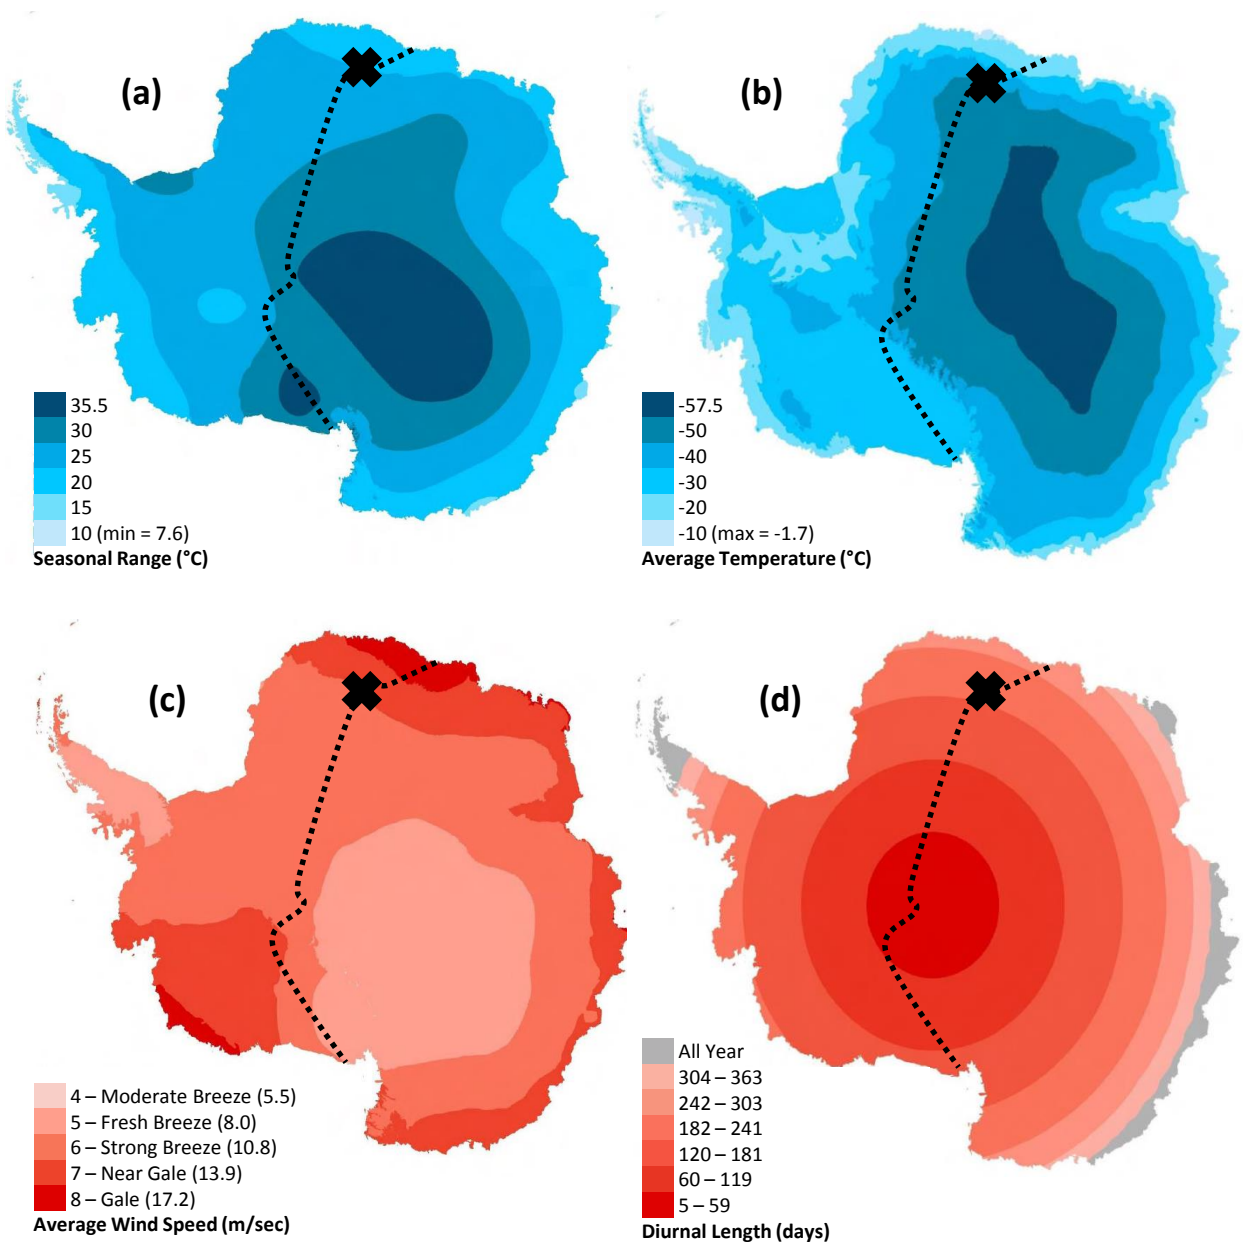 (a)
35.5
30
25
20
15
10 (min = 7.6)
Seasonal Range (°C)
(b)
-57.5
-50
-40
-30
-20
-10 (max = -1.7)
Average Temperature (°C)
(c)
4 – Moderate Breeze (5.5)
5 – Fresh Breeze (8.0)
6 – Strong Breeze (10.8)
7 – Near Gale (13.9)
8 – Gale (17.2)
Average Wind Speed (m/sec)
(d)
All Year
304 – 363
242 – 303
182 – 241
120 – 181
60 – 119
5 – 59
Diurnal Length (days)